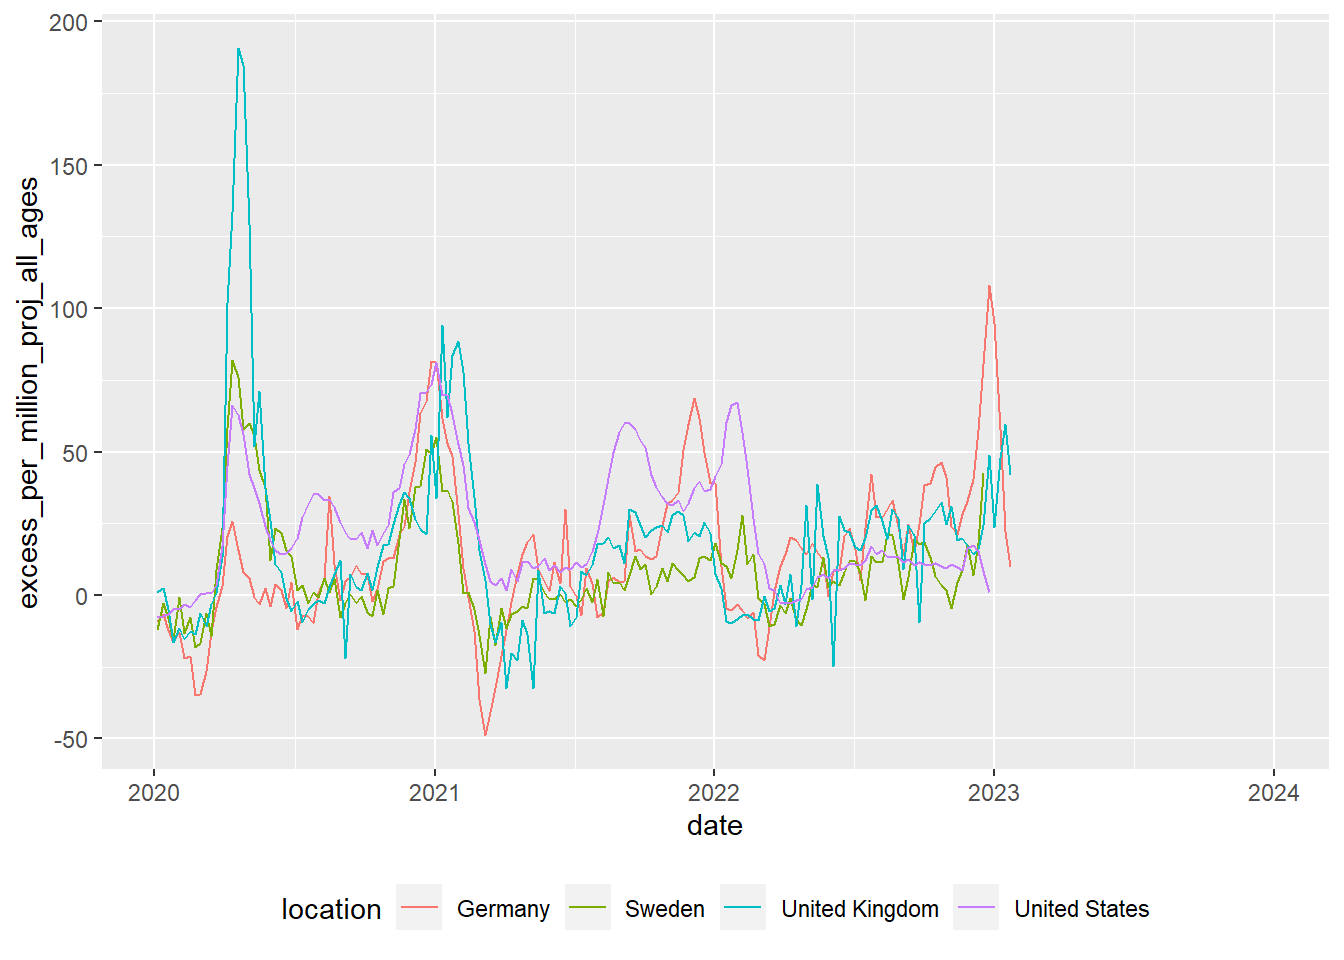 excess_per_million_proj_all_ages
200
150
100
50
0
-50
2020 2021 2022 2023 2024
date
location Germany Sweden United Kingdom United States